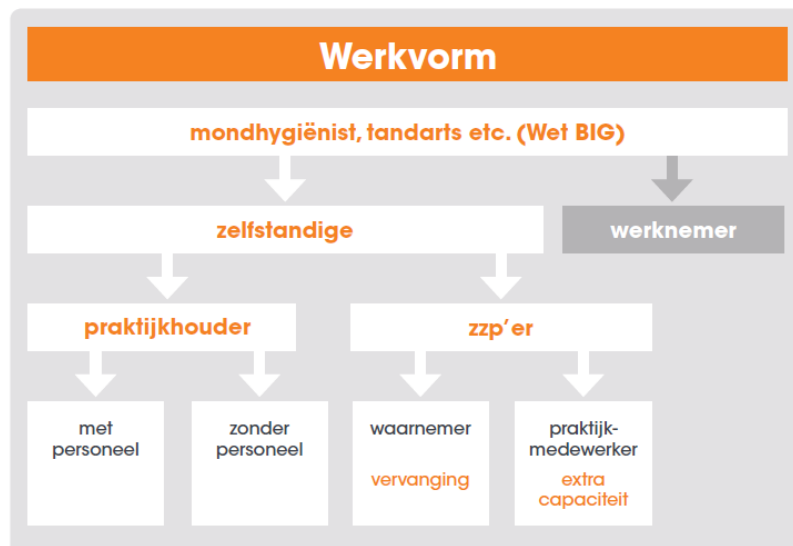 Werkvorm
mondhygiënist, tandarts etc. (Wet BIG)
zelfstandige
werknemer
praktijkhouder
zzp'er
met
personeel
zonder
personeel
waarnemer
vervanging
praktijk-
medewerker
extra
capaciteit